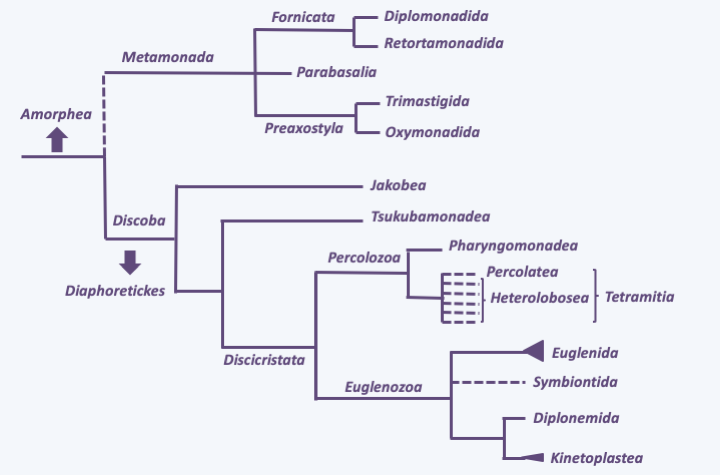 Fornicata
Diplomonadida
Retortamonadida
Metamonada
Parabasalia
Amorphea
Trimastigida
Preaxostyla
Oxymonadida
Jakobea
Discoba
Tsukubamonadea
Pharyngomonadea
Percolozoa
Percolatea
Diaphoretickes
Heterolobosea
Tetramitia
Discicristata
Euglenida
Euglenozoa
Symbiontida
Diplonemida
Kinetoplastea